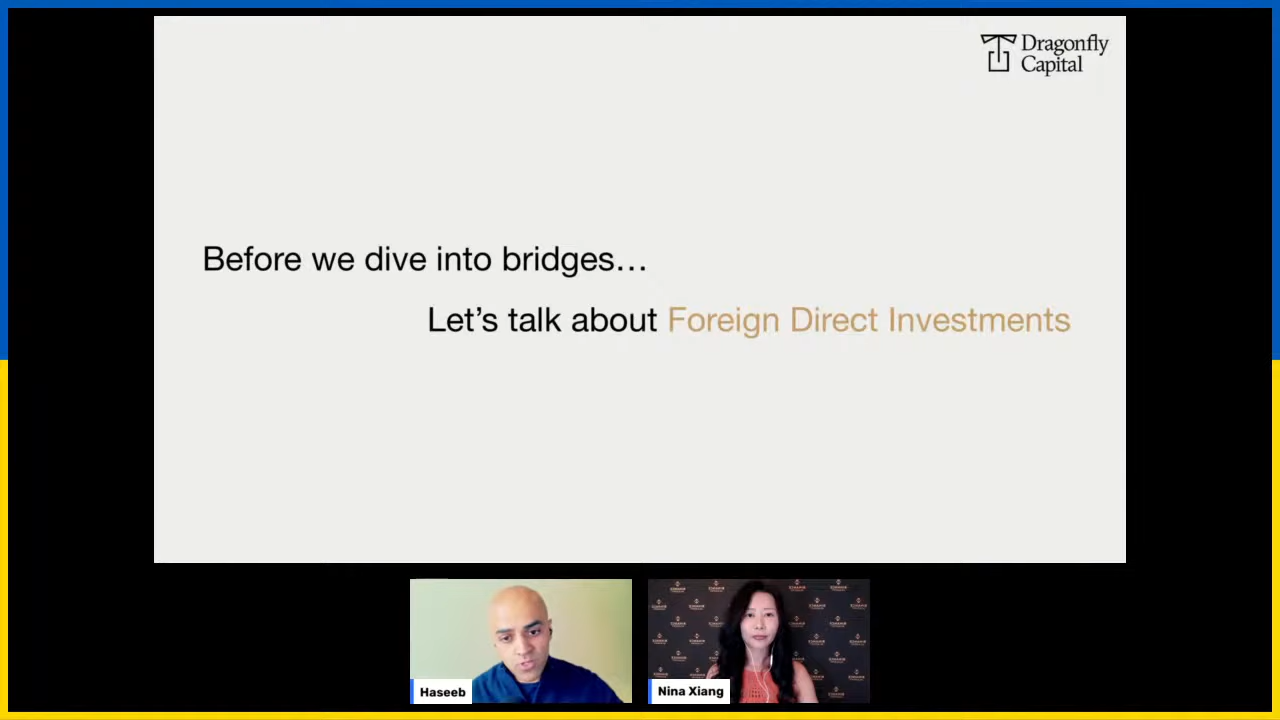 Dragonfly
Capital
Before we dive into bridges…
Let’s talk about Foreign Direct Investments
Haseeb
Nina Xiang